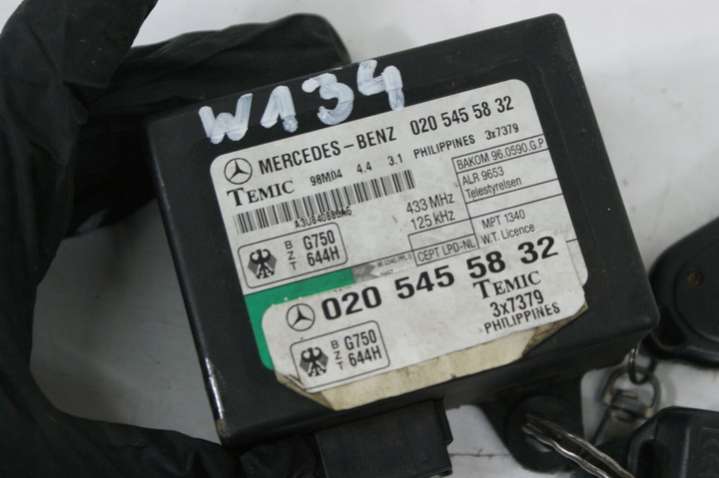 W134
MERCEDES-BENZ 020 545 58 32
TEMIC 98M04 4.4 3.1 PHILIPPINES 3x7379
433 MHz
125 kHz
BAKOM 96.0590.G.P
ALR 9653
Telestyrelsen
BZT G750 644H
CEPT LPD-NL
MPT 1340
W.T. Licence
020 545 58 32
TEMIC
3x7379
PHILIPPINES
BZT G750 644H